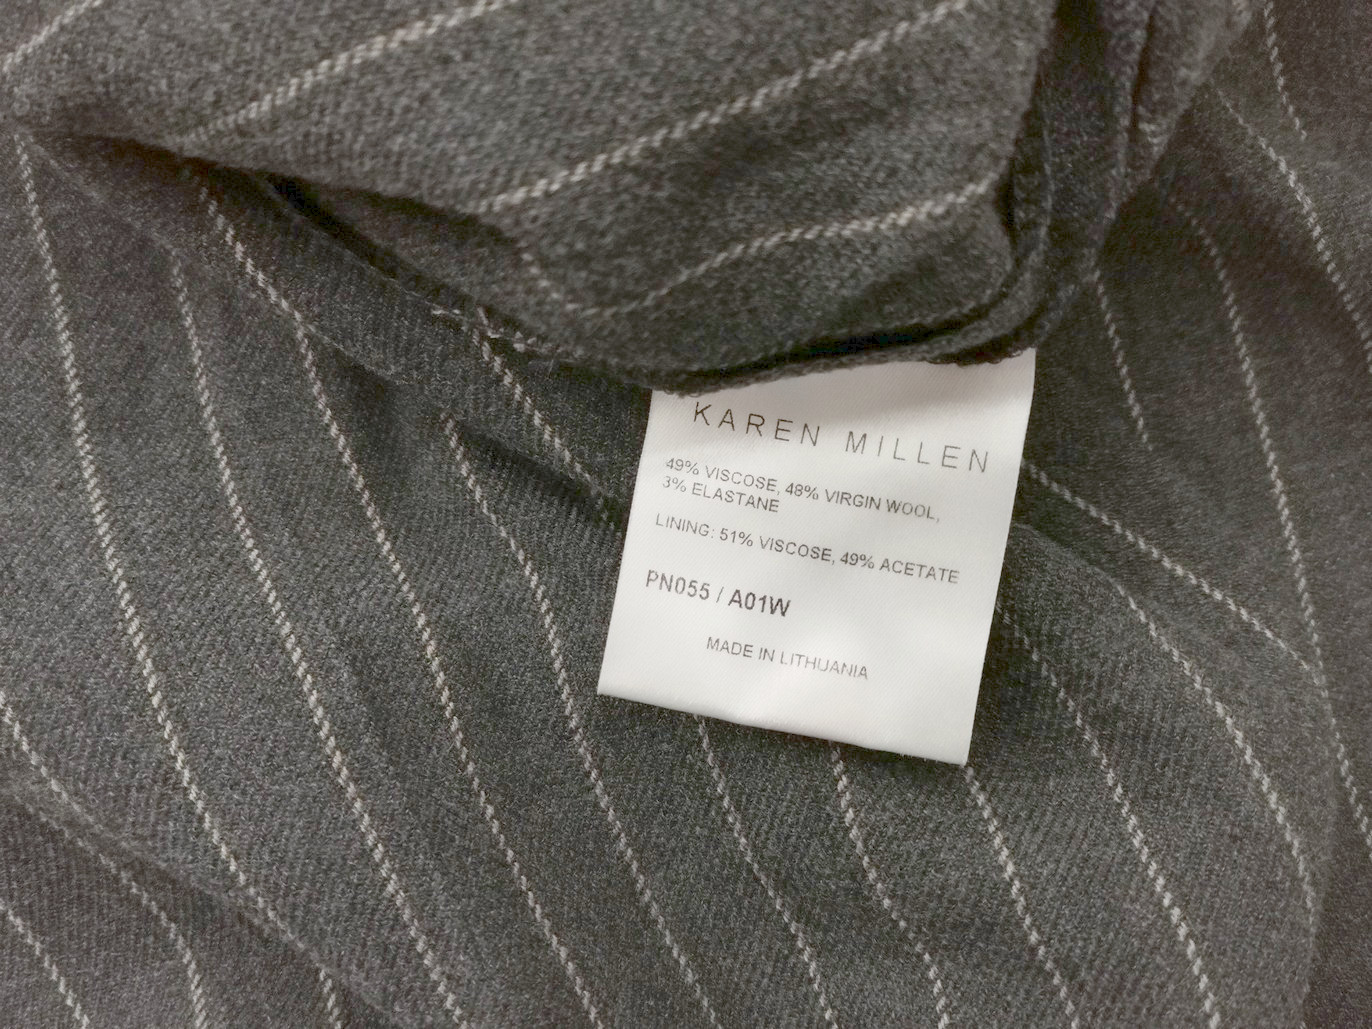 KAREN MILLEN
49% VISCOSE, 48% VIRGIN WOOL,
3% ELASTANE
LINING: 51% VISCOSE, 49% ACETATE
PN055 / A01W
MADE IN LITHUANIA